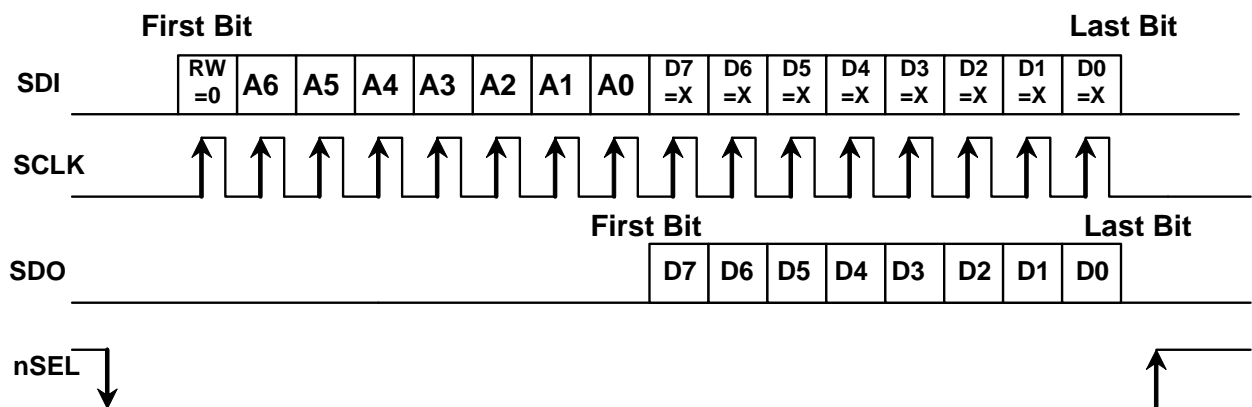 First Bit Last Bit
SDI RW =0 A6 A5 A4 A3 A2 A1 A0 D7 =X D6 =X D5 =X D4 =X D3 =X D2 =X D1 =X D0 =X
SCLK
First Bit Last Bit
SDO D7 D6 D5 D4 D3 D2 D1 D0
nSEL